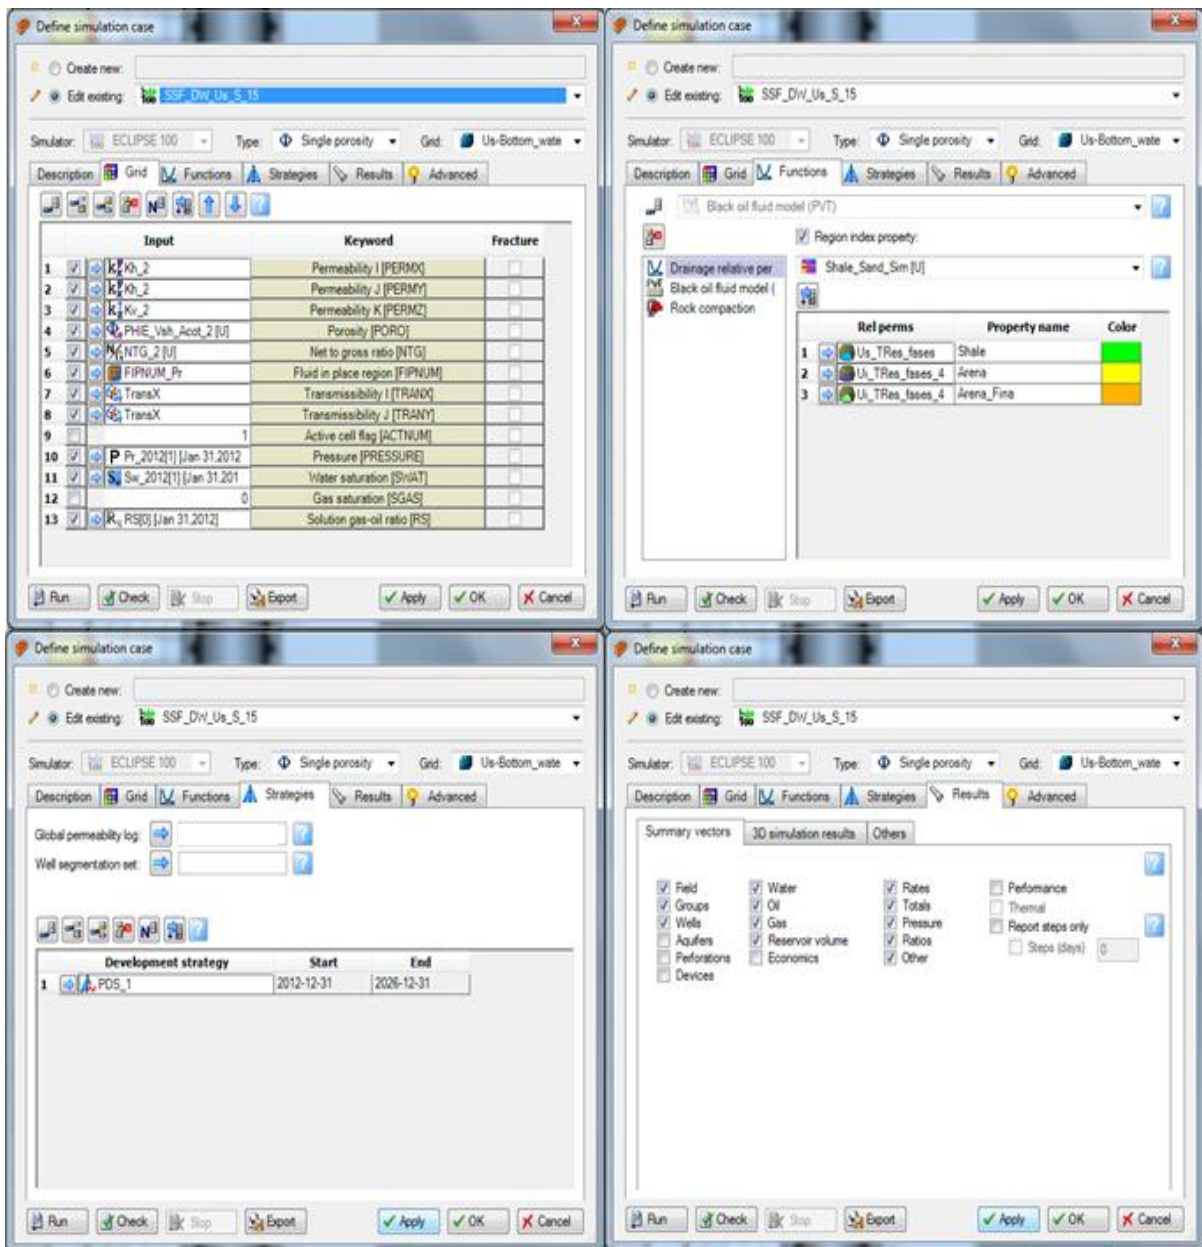 Define simulation case
Create new:
Edit existing: SSF_DW_Us_S_15
Simulator: ECLIPSE 100 Type: Single porosity Grid: Us-Bottom_wate
Description Grid Functions Strategies Results Advanced
Input Keyword Fracture
1 Kh_2 Permeability I [PERMX]
2 Kh_2 Permeability J [PERMY]
3 Kv_2 Permeability K [PERMZ]
4 PHIE_Vsh_Acot_2 [U] Porosity [PORO]
5 NTG_2 [U] Net to gross ratio [NTG]
6 FIPNUM_Pr Fluid in place region [FIPNUM]
7 TransX Transmissibility I [TRANX]
8 TransX Transmissibility J [TRANY]
9 1 Active cell flag [ACTNUM]
10 P Pr_2012[1] [Jan 31,2012 Pressure [PRESSURE]
11 Sw_2012[1] [Jan 31,201 Water saturation [SWAT]
12 0 Gas saturation [SGAS]
13 RS[0] [Jan 31,2012] Solution gas-oil ratio [RS]
Run Check Stop Export Apply OK Cancel
Define simulation case
Create new:
Edit existing: SSF_DW_Us_S_15
Simulator: ECLIPSE 100 Type: Single porosity Grid: Us-Bottom_wate
Description Grid Functions Strategies Results Advanced
Black oil fluid model (PVT)
Region index property:
Drainage relative per Shale_Sand_Sim [U]
Black oil fluid model (
Rock compaction
Rel perms Property name Color
1 Us_TRes_fases Shale
2 Ui_TRes_fases_4 Arena
3 Ui_TRes_fases_4 Arena_Fina
Run Check Stop Export Apply OK Cancel
Define simulation case
Create new:
Edit existing: SSF_DW_Us_S_15
Simulator: ECLIPSE 100 Type: Single porosity Grid: Us-Bottom_wate
Description Grid Functions Strategies Results Advanced
Global permeability log:
Well segmentation set:
Development strategy Start End
1 PDS_1 2012-12-31 2026-12-31
Run Check Stop Export Apply OK Cancel
Define simulation case
Create new:
Edit existing: SSF_DW_Us_S_15
Simulator: ECLIPSE 100 Type: Single porosity Grid: Us-Bottom_wate
Description Grid Functions Strategies Results Advanced
Summary vectors 3D simulation results Others
Field Water Rates Performance
Groups Oil Totals Thermal
Wells Gas Pressure Report steps only
Aquifers Reservoir volume Ratios Steps (days) 0
Perforations Economics Other
Devices
Run Check Stop Export Apply OK Cancel